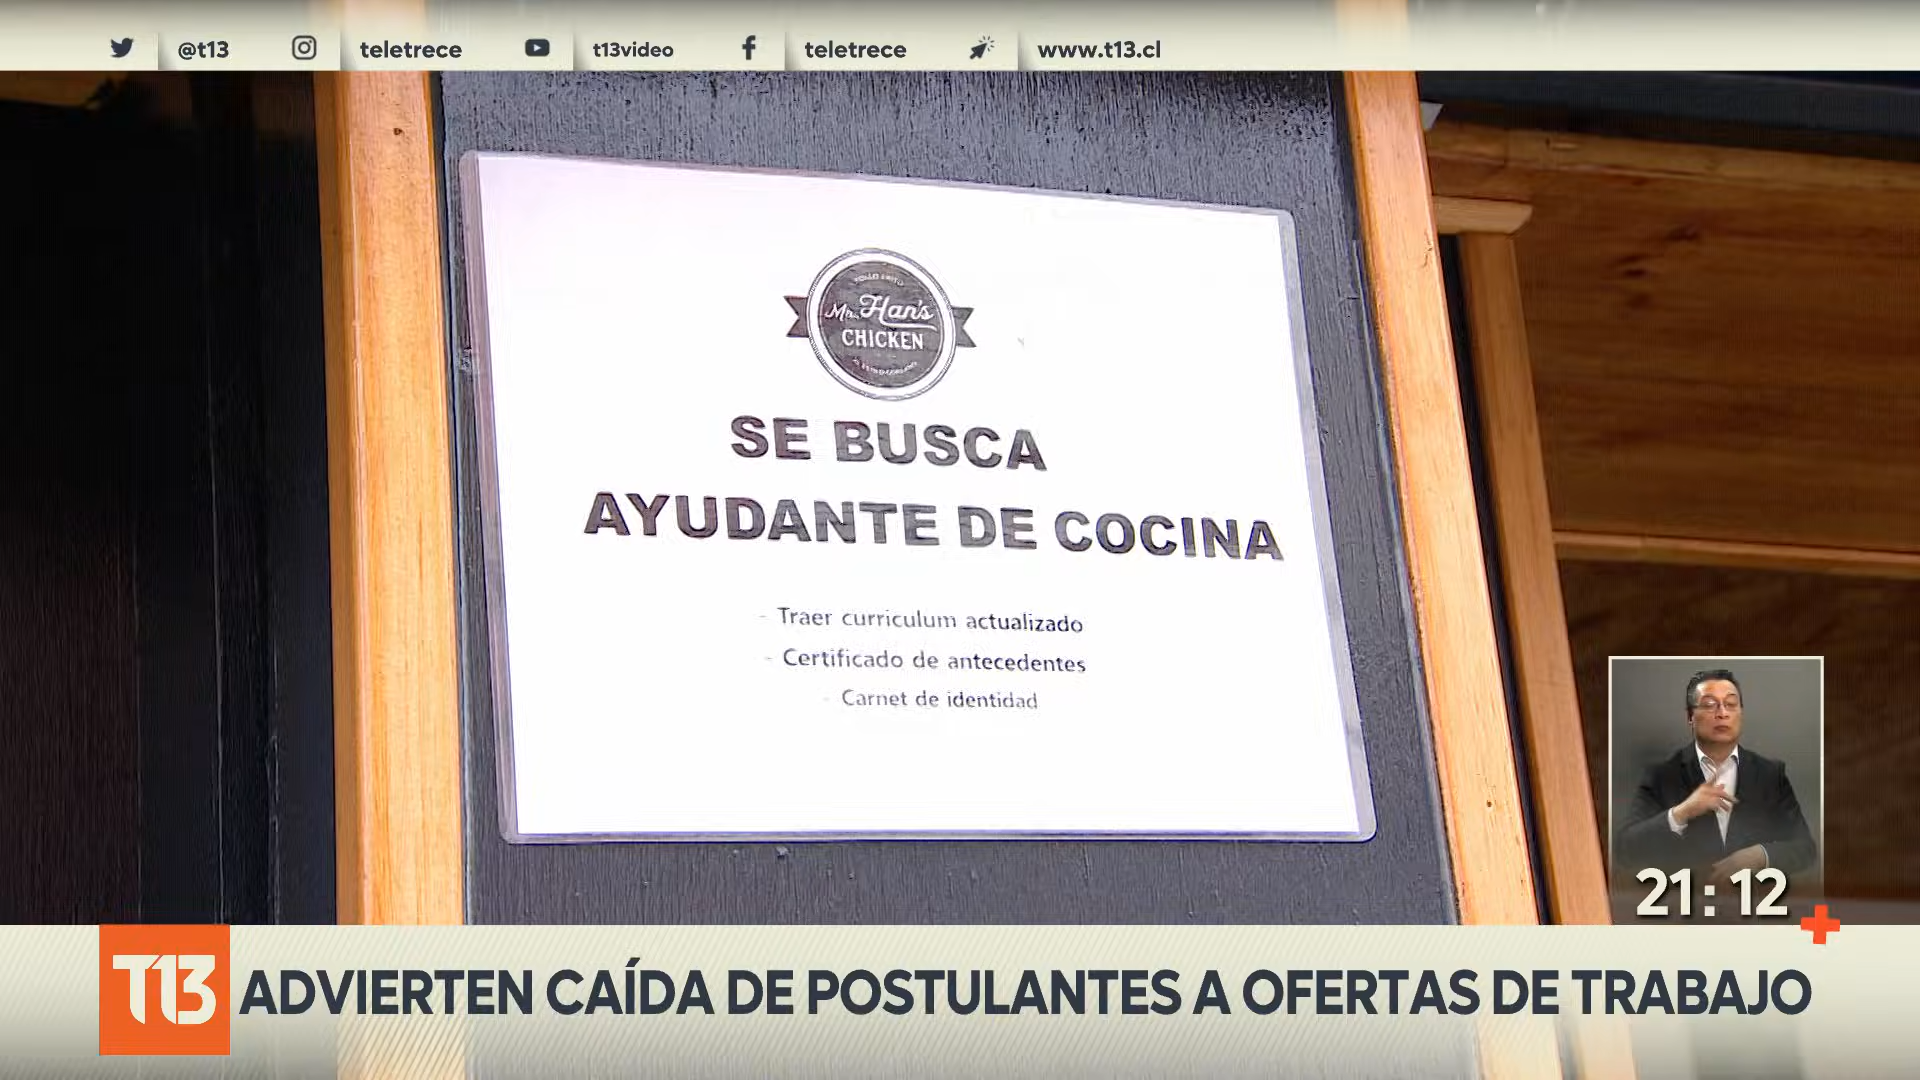 @t13 teletrece t13video teletrece www.t13.cl
Mr. Han's
CHICKEN
SE BUSCA
AYUDANTE DE COCINA
- Traer curriculum actualizado
- Certificado de antecedentes
- Carnet de identidad
21:12
T13 ADVIERTEN CAÍDA DE POSTULANTES A OFERTAS DE TRABAJO